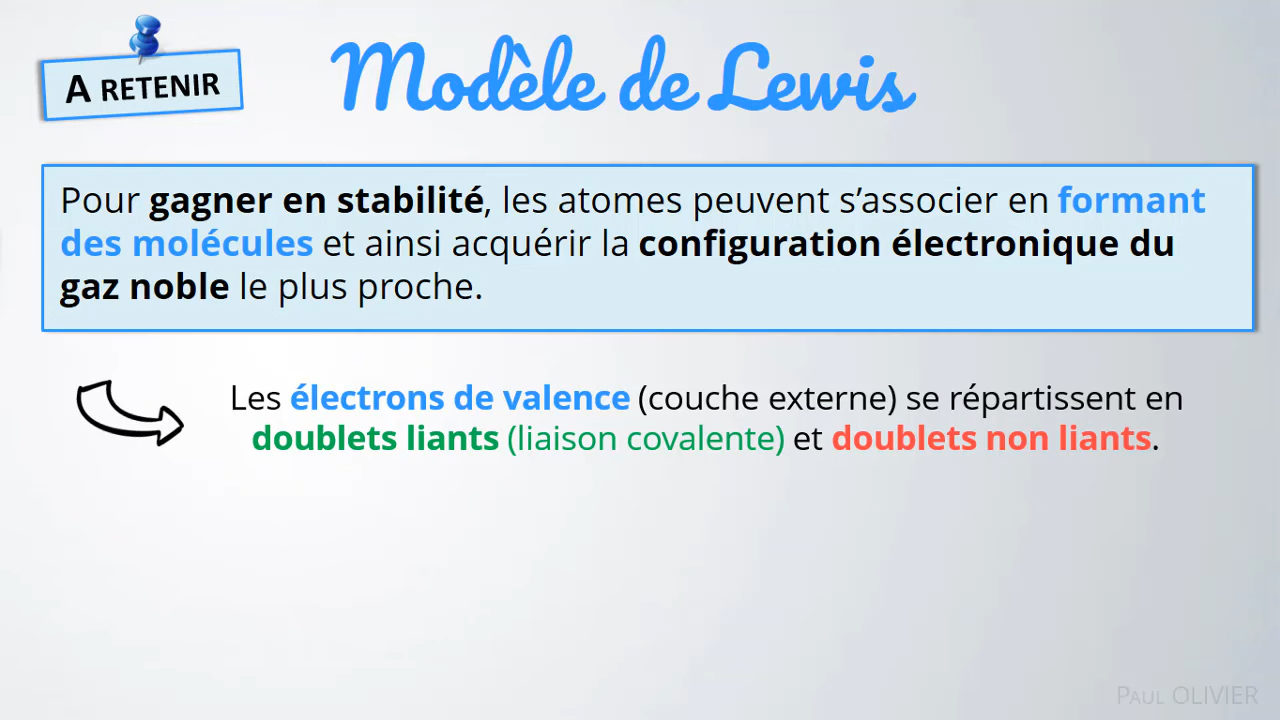 A RETENIR
Modèle de Lewis
Pour gagner en stabilité, les atomes peuvent s’associer en formant
des molécules et ainsi acquérir la configuration électronique du
gaz noble le plus proche.
Les électrons de valence (couche externe) se répartissent en
doublets liants (liaison covalente) et doublets non liants.
PAUL OLIVIER